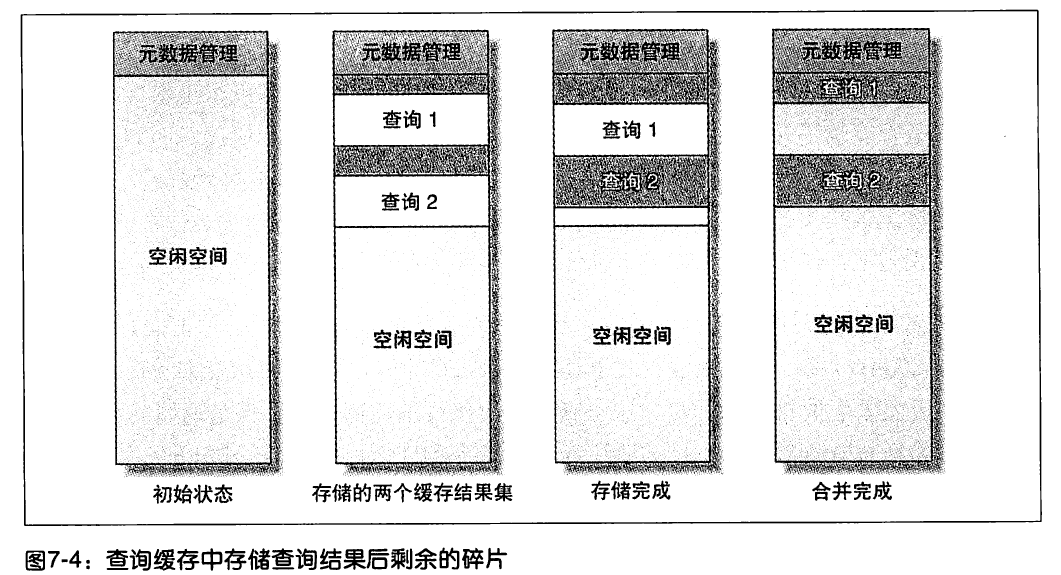 元数据管理
空闲空间
初始状态
元数据管理
查询 1
查询 2
空闲空间
存储的两个缓存结果集
元数据管理
查询 1
查询 2
空闲空间
存储完成
元数据管理
查询 1
查询 2
空闲空间
合并完成
图7-4：查询缓存中存储查询结果后剩余的碎片